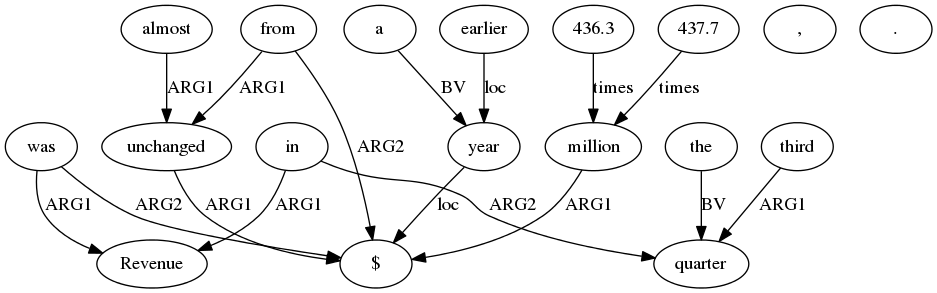 almost from a earlier 436.3 437.7 , .
ARG1 ARG1 BV loc times times
was unchanged in year million the third
ARG2
ARG1 ARG2 ARG1 ARG1 loc ARG2 ARG1 BV ARG1
Revenue $ quarter